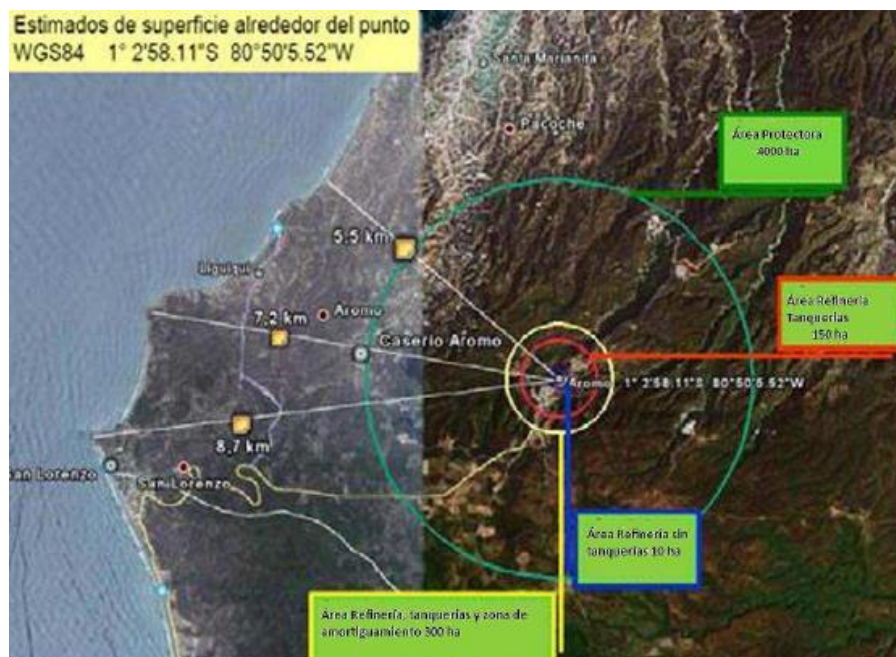 Estimados de superficie alrededor del punto
WGS84 1° 2'58.11"S 80°50'5.52"W
Santa Marianita
Pacoche
Área Protectora
4000 ha
5,5 km
Liguiqui
7,2 km
Aromo
Caserio Aromo
Área Refinería
Tanquerías
150 ha
El Aromo
1° 2'58.11"S 80°50'5.52"W
8,7 km
San Lorenzo
San Lorenzo
Área Refinería sin
tanquerías 10 ha
Área Refinería, tanquerías y zona de
amortiguamiento 300 ha